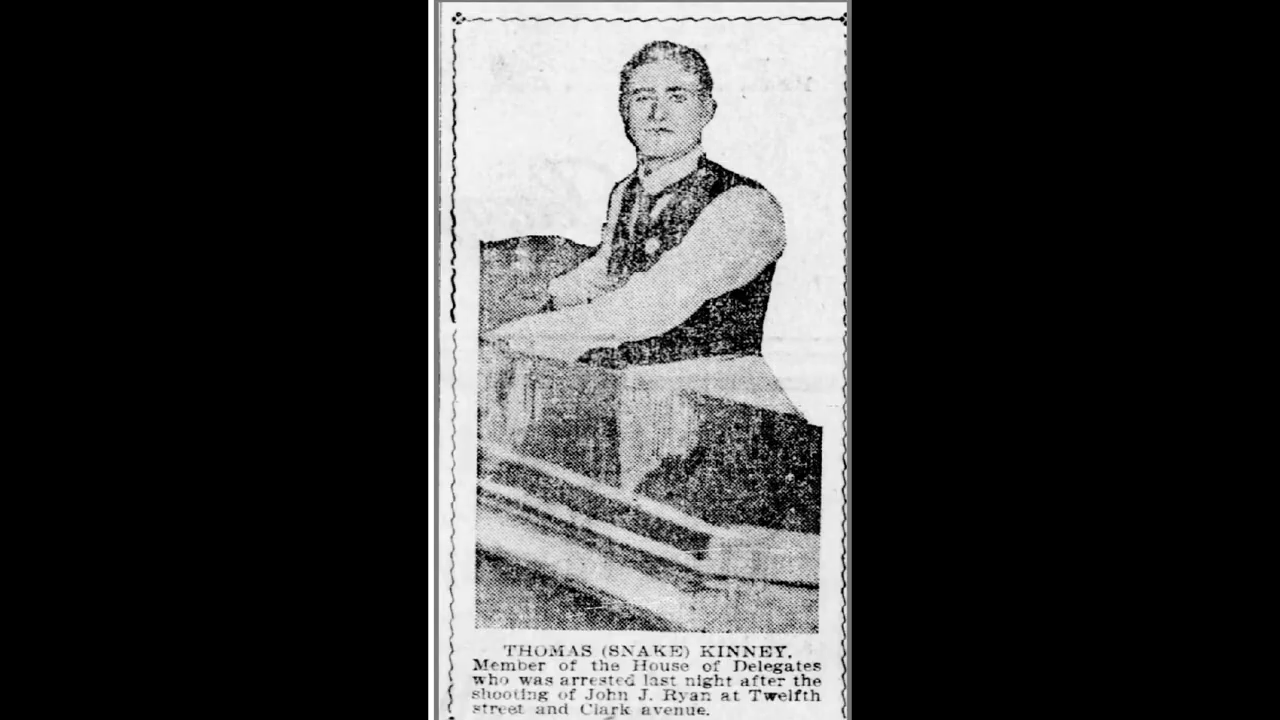 THOMAS (SNAKE) KINNEY.
Member of the House of Delegates
who was arrested last night after the
shooting of John J. Ryan at Twelfth
street and Clark avenue.